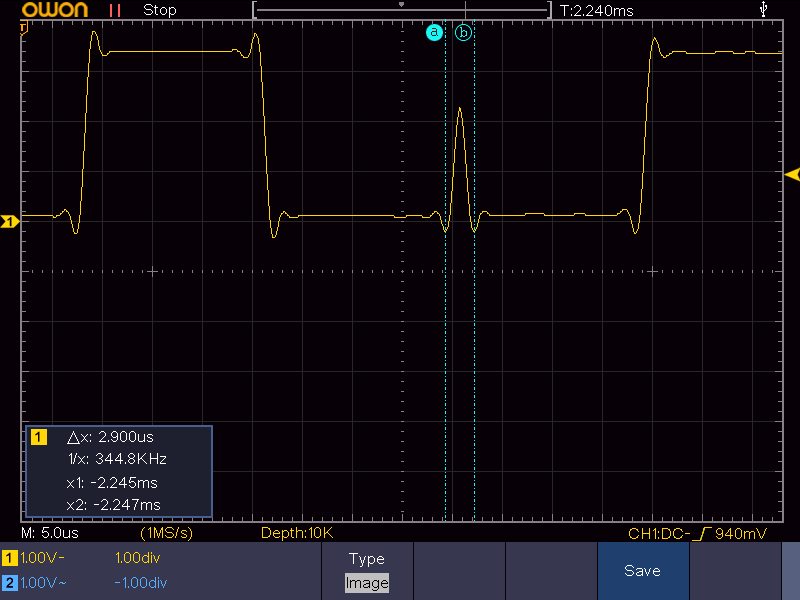 OWON Stop T:2.240ms
T
a b
1
1 △x: 2.900us
1/x: 344.8KHz
x1: -2.245ms
x2: -2.247ms
M: 5.0us (1MS/s) Depth:10K CH1:DC- 940mV
1 1.00V- 1.00div
2 1.00V~ -1.00div
Type
Image
Save